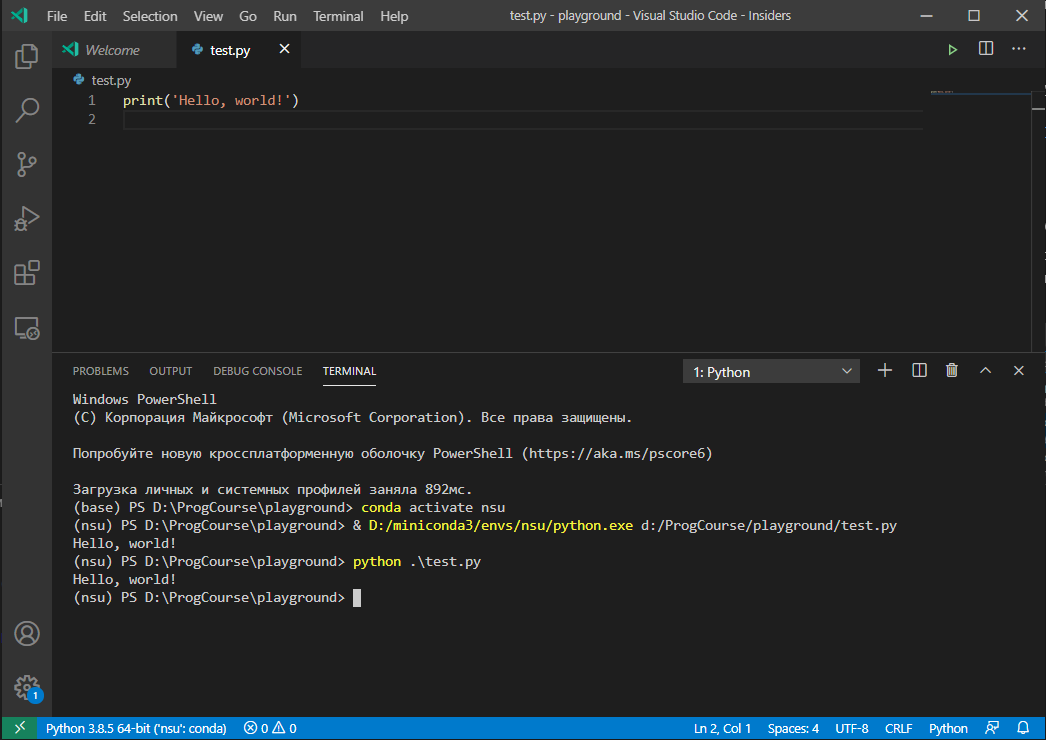 File Edit Selection View Go Run Terminal Help test.py - playground - Visual Studio Code - Insiders
Welcome test.py
test.py
1 print('Hello, world!')
2
PROBLEMS OUTPUT DEBUG CONSOLE TERMINAL 1: Python
Windows PowerShell
(C) Корпорация Майкрософт (Microsoft Corporation). Все права защищены.
Попробуйте новую кроссплатформенную оболочку PowerShell (https://aka.ms/pscore6)
Загрузка личных и системных профилей заняла 892мс.
(base) PS D:\ProgCourse\playground> conda activate nsu
(nsu) PS D:\ProgCourse\playground> & D:/miniconda3/envs/nsu/python.exe d:/ProgCourse/playground/test.py
Hello, world!
(nsu) PS D:\ProgCourse\playground> python .\test.py
Hello, world!
(nsu) PS D:\ProgCourse\playground>
1
Python 3.8.5 64-bit ('nsu': conda) 0 0 Ln 2, Col 1 Spaces: 4 UTF-8 CRLF Python